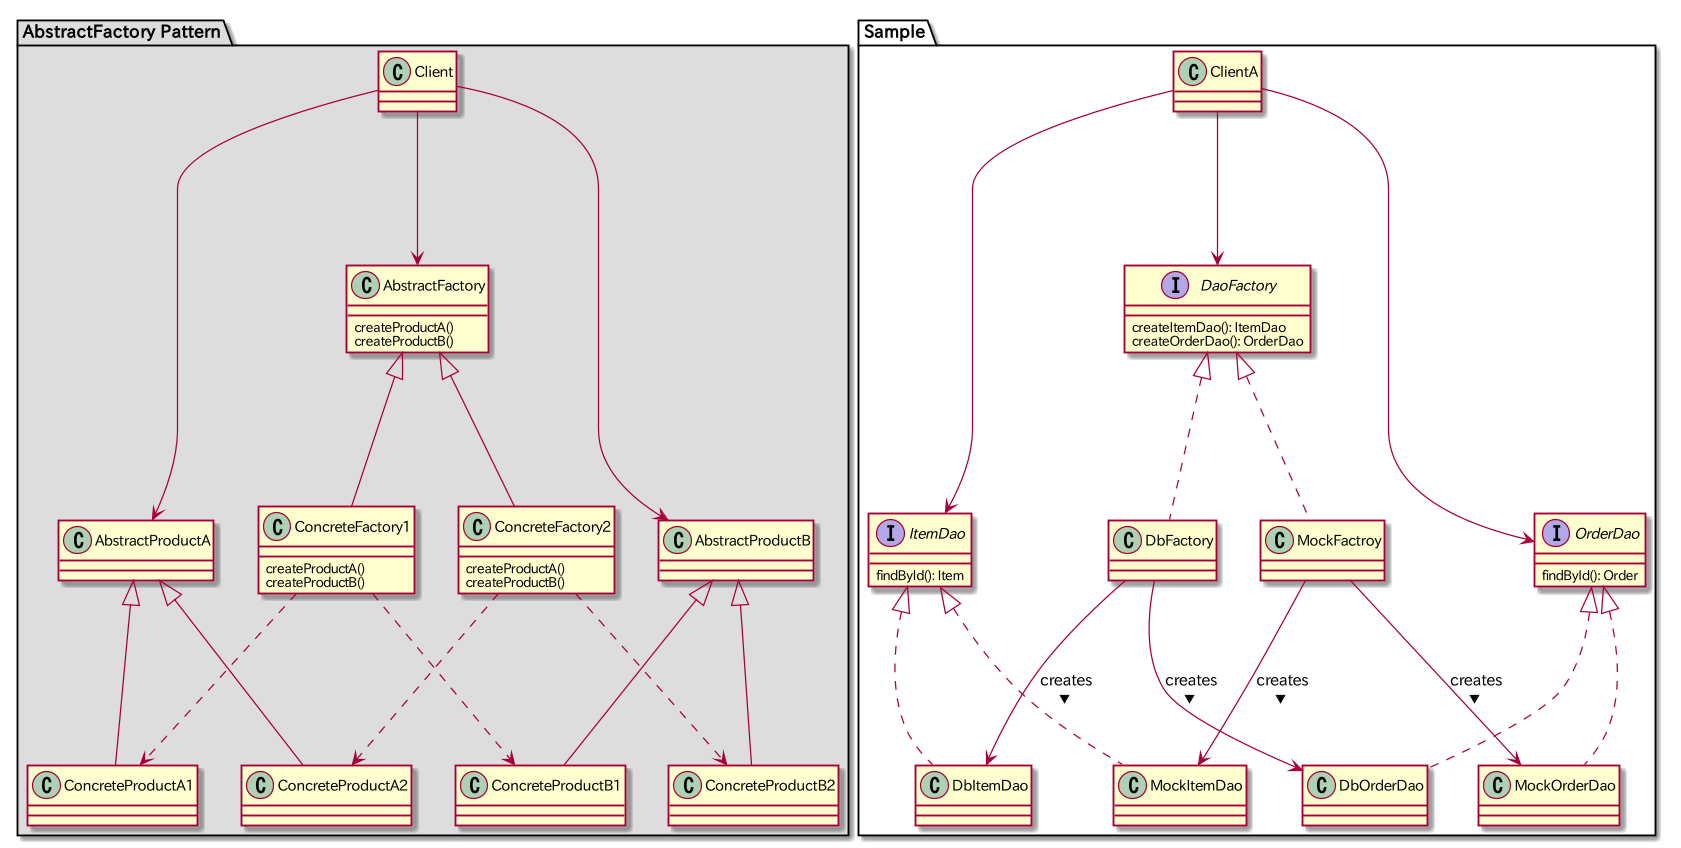 AbstractFactory Pattern
C Client
C AbstractFactory
createProductA()
createProductB()
C AbstractProductA
C ConcreteFactory1
createProductA()
createProductB()
C ConcreteFactory2
createProductA()
createProductB()
C AbstractProductB
C ConcreteProductA1
C ConcreteProductA2
C ConcreteProductB1
C ConcreteProductB2
Sample
C ClientA
I DaoFactory
createItemDao(): ItemDao
createOrderDao(): OrderDao
I ItemDao
findById(): Item
C DbFactory
C MockFactroy
I OrderDao
findById(): Order
creates
creates
creates
creates
C DbItemDao
C MockItemDao
C DbOrderDao
C MockOrderDao